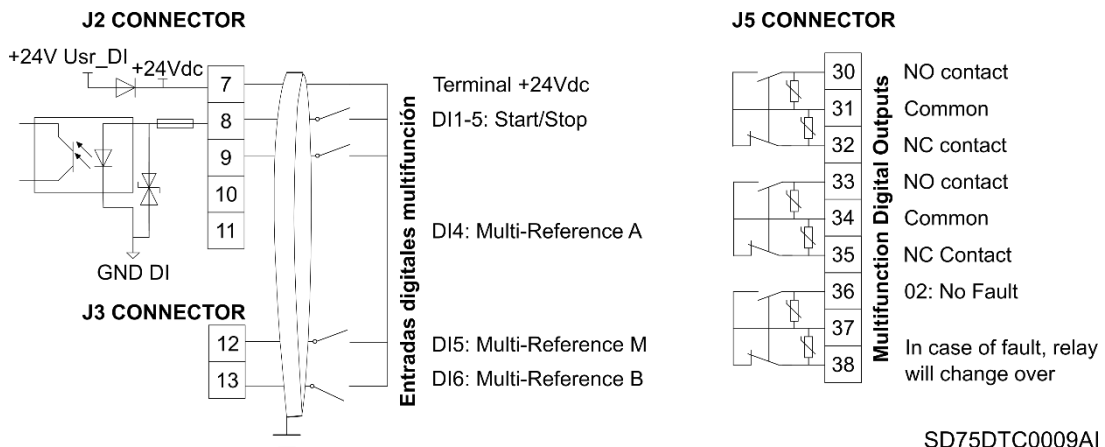 J2 CONNECTOR
+24V Usr_DI
+24Vdc
7
8
9
10
11
GND DI
J3 CONNECTOR
12
13
Entradas digitales multifunción
Terminal +24Vdc
DI1-5: Start/Stop
DI4: Multi-Reference A
DI5: Multi-Reference M
DI6: Multi-Reference B
J5 CONNECTOR
30
31
32
33
34
35
36
37
38
Multifunction Digital Outputs
NO contact
Common
NC contact
NO contact
Common
NC Contact
02: No Fault
In case of fault, relay
will change over
SD75DTC0009AI